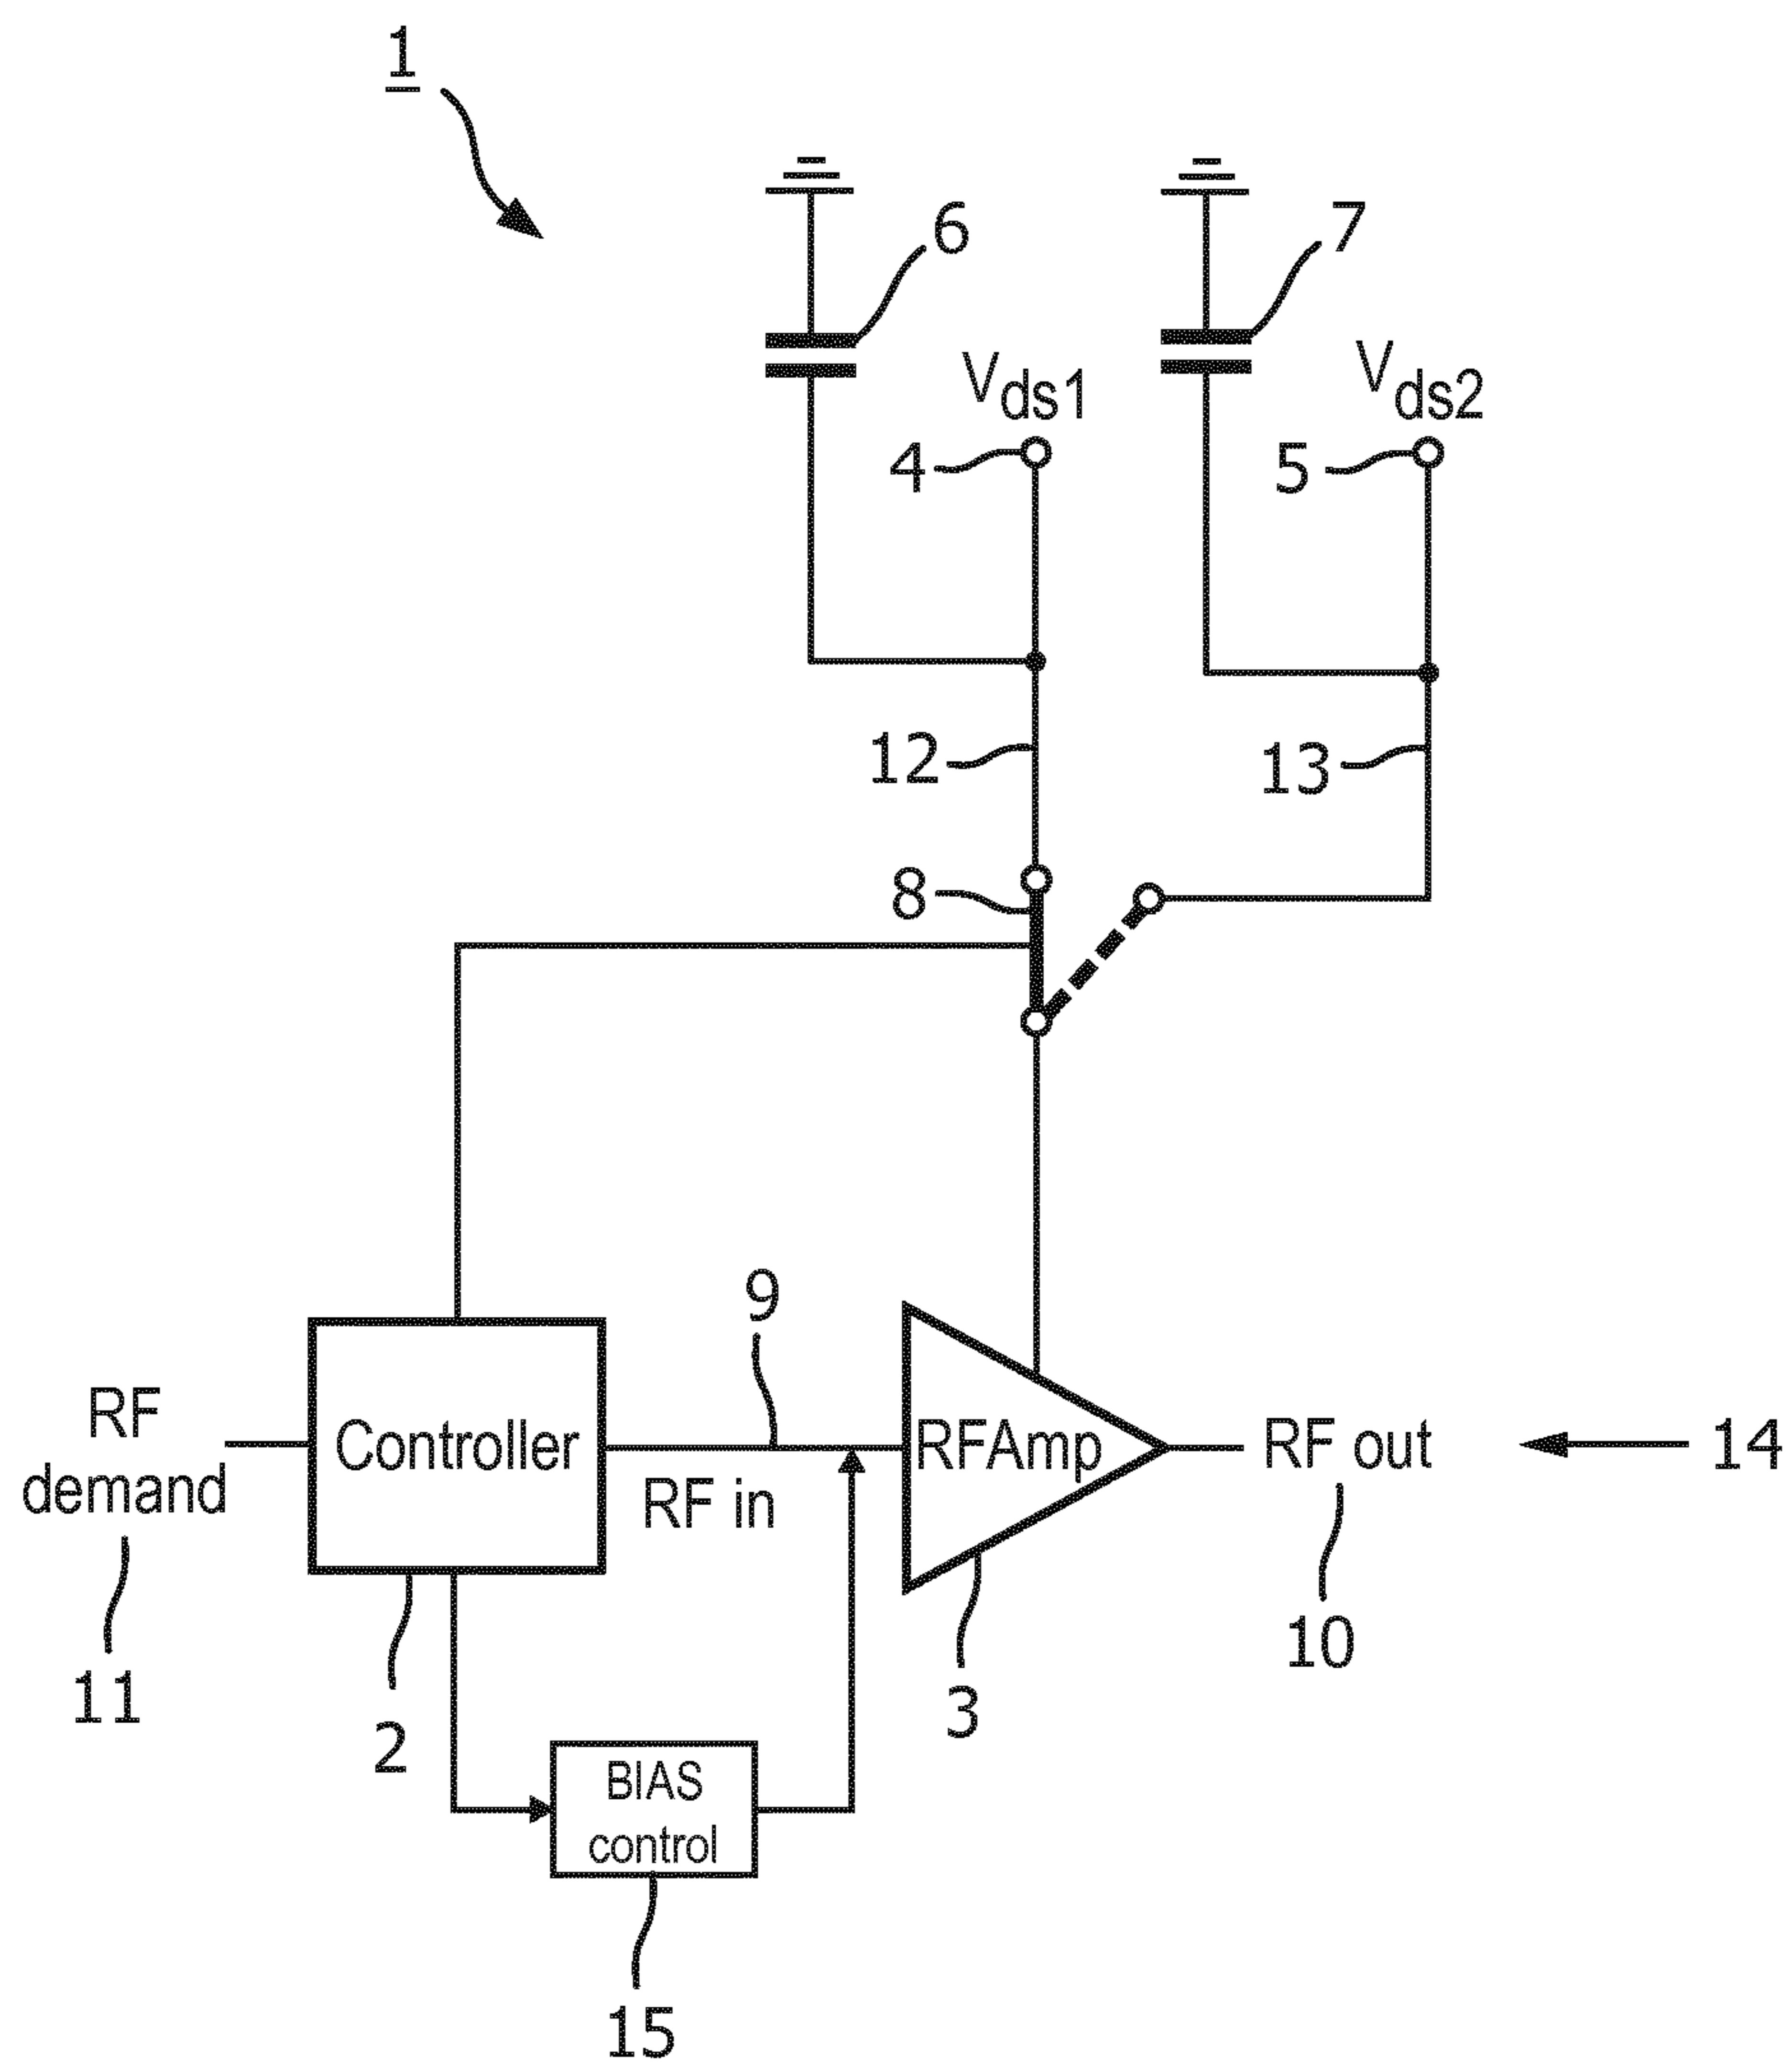 1
6
7
Vds1
Vds2
4
5
12
13
8
9
RF
demand
Controller
RF in
RFAmp
RF out
14
11
2
3
10
BIAS
control
15